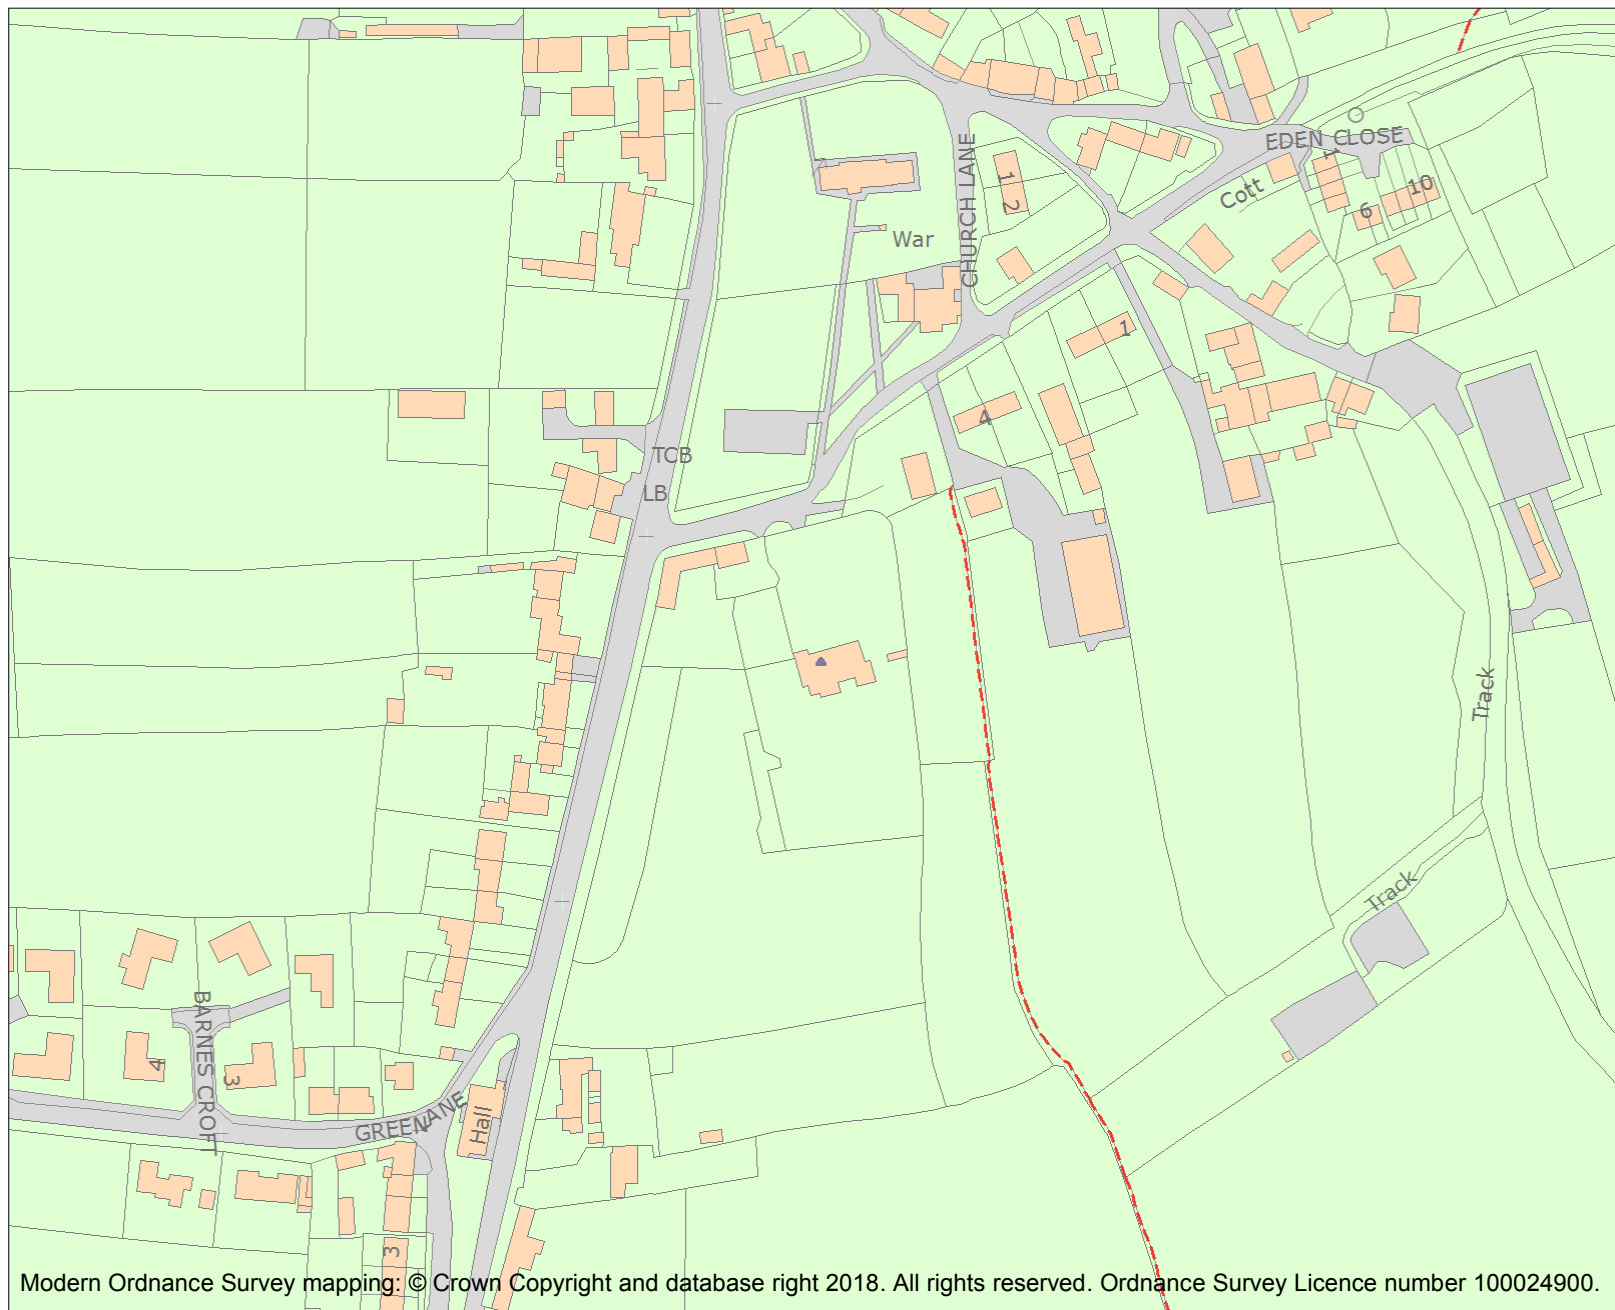 EDEN CLOSE
1
10
6
Cott
CHURCH LANE
1
2
War
1
4
TCB
LB
Track
Track
BARNES CROFT
4
3
GREEN LANE
Hall
3
Modern Ordnance Survey mapping: © Crown Copyright and database right 2018. All rights reserved. Ordnance Survey Licence number 100024900.